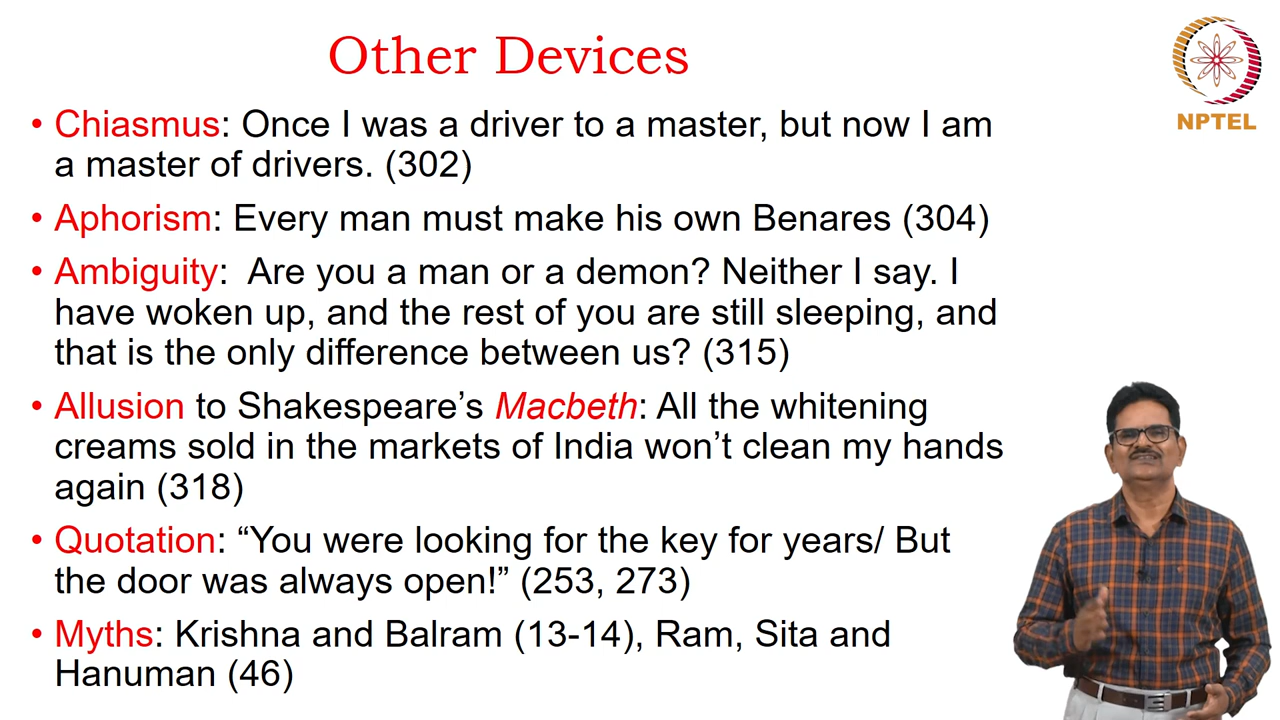 Other Devices
NPTEL
• Chiasmus: Once I was a driver to a master, but now I am
a master of drivers. (302)
• Aphorism: Every man must make his own Benares (304)
• Ambiguity:  Are you a man or a demon? Neither I say. I
have woken up, and the rest of you are still sleeping, and
that is the only difference between us? (315)
• Allusion to Shakespeare’s Macbeth: All the whitening
creams sold in the markets of India won’t clean my hands
again (318)
• Quotation: “You were looking for the key for years/ But
the door was always open!” (253, 273)
• Myths: Krishna and Balram (13-14), Ram, Sita and
Hanuman (46)